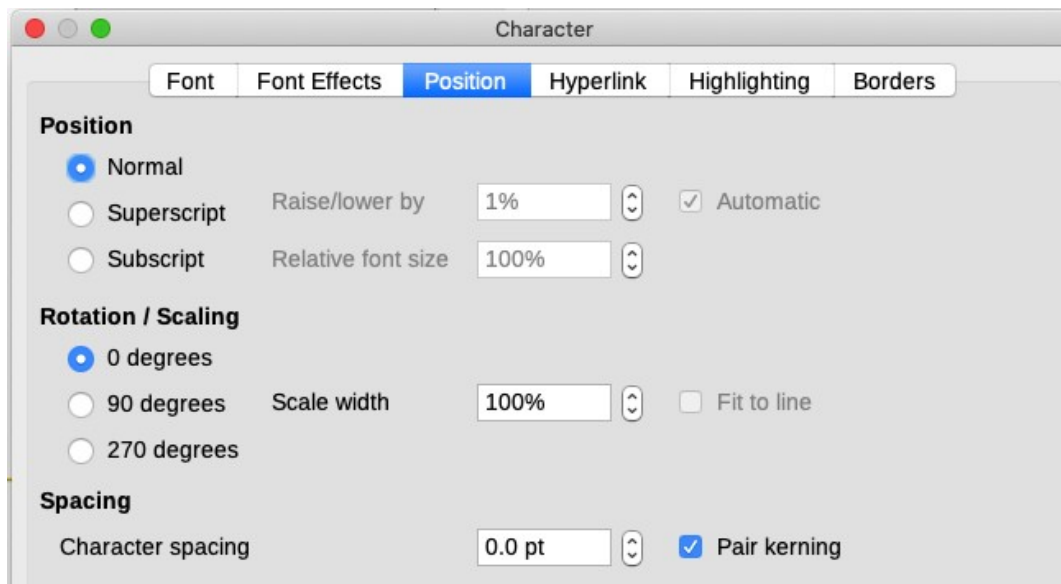 Character
Font Font Effects Position Hyperlink Highlighting Borders
Position
Normal
Superscript Raise/lower by 1% Automatic
Subscript Relative font size 100%
Rotation / Scaling
0 degrees
90 degrees Scale width 100% Fit to line
270 degrees
Spacing
Character spacing 0.0 pt Pair kerning